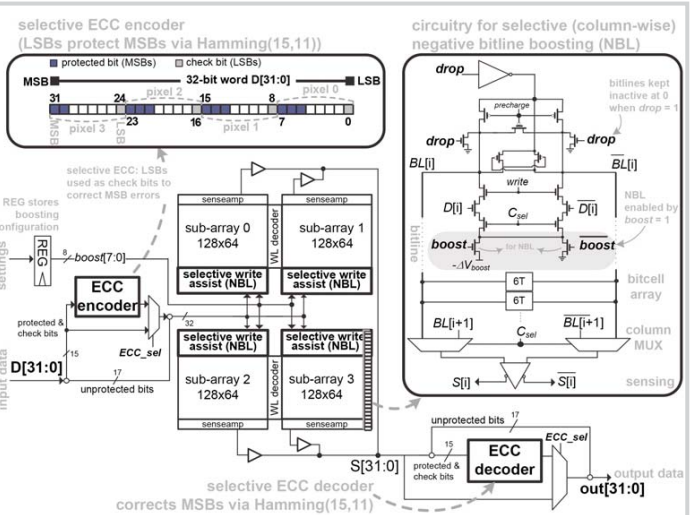 selective ECC encoder
(LSBs protect MSBs via Hamming(15,11))
protected bit (MSBs) check bit (LSBs)
MSB 32-bit word D[31:0] LSB
31 24 pixel 2 15 8 pixel 0
MSB pixel 3 LSB 23 16 pixel 1 7 0
selective ECC: LSBs
used as check bits to
correct MSB errors
REG stores
boosting
configuration
settings
REG
8 boost[7:0]
ECC
encoder
protected &
check bits
15
ECC_sel
32
D[31:0]
17
unprotected bits
input data
senseamp
sub-array 0
128x64
selective write
assist (NBL)
WL decoder
senseamp
sub-array 1
128x64
selective write
assist (NBL)
selective write
assist (NBL)
sub-array 2
128x64
senseamp
WL decoder
selective write
assist (NBL)
sub-array 3
128x64
senseamp
S[31:0]
unprotected bits 17
15
protected &
check bits
ECC
decoder
ECC_sel
output data
out[31:0]
selective ECC decoder
corrects MSBs via Hamming(15,11)
circuitry for selective (column-wise)
negative bitline boosting (NBL)
drop
precharge
bitlines kept
inactive at 0
when drop = 1
drop drop
BL[i] BL[i]
write
D[i] Csel D[i]
NBL
enabled by
boost = 1
boost for NBL boost
-ΔVboost
bitline
6T
6T
bitcell
array
BL[i+1] Csel BL[i+1]
column
MUX
S[i] S[i]
sensing